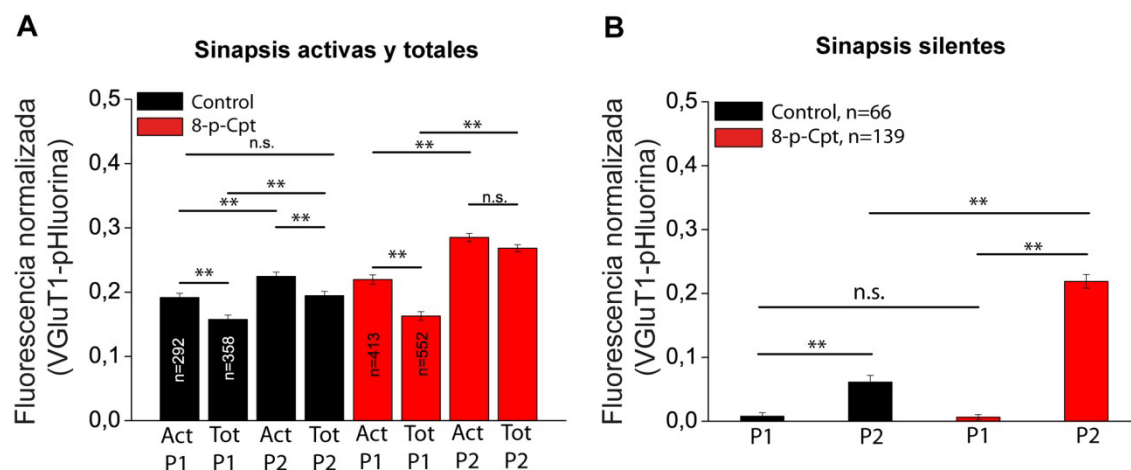 A
Sinapsis activas y totales
Fluorescencia normalizada
(VGluT1-pHluorina)
0,5
0,4
0,3
0,2
0,1
0,0
Control
8-p-Cpt
n.s.
**
**
**
**
**
**
**
n.s.
**
n=292
n=358
n=413
n=552
Act Tot Act Tot Act Tot Act Tot
P1 P1 P2 P2 P1 P1 P2 P2
B
Sinapsis silentes
Fluorescencia normalizada
(VGluT1-pHluorina)
0,5
0,4
0,3
0,2
0,1
0,0
Control, n=66
8-p-Cpt, n=139
**
**
n.s.
**
P1 P2 P1 P2